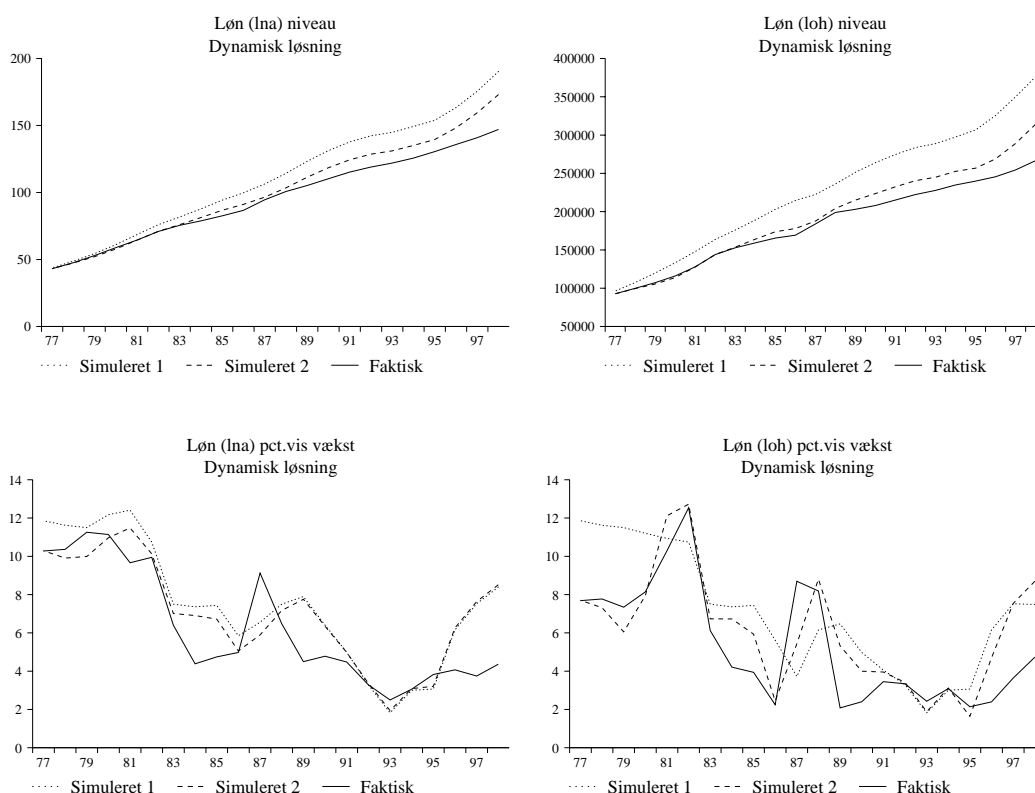 Løn (lna) niveau
Dynamisk løsning
200
150
100
50
0
77 79 81 83 85 87 89 91 93 95 97
Simuleret 1 Simuleret 2 Faktisk
Løn (loh) niveau
Dynamisk løsning
400000
350000
300000
250000
200000
150000
100000
50000
77 79 81 83 85 87 89 91 93 95 97
Simuleret 1 Simuleret 2 Faktisk
Løn (lna) pct.vis vækst
Dynamisk løsning
14
12
10
8
6
4
2
0
77 79 81 83 85 87 89 91 93 95 97
Simuleret 1 Simuleret 2 Faktisk
Løn (loh) pct.vis vækst
Dynamisk løsning
14
12
10
8
6
4
2
0
77 79 81 83 85 87 89 91 93 95 97
Simuleret 1 Simuleret 2 Faktisk